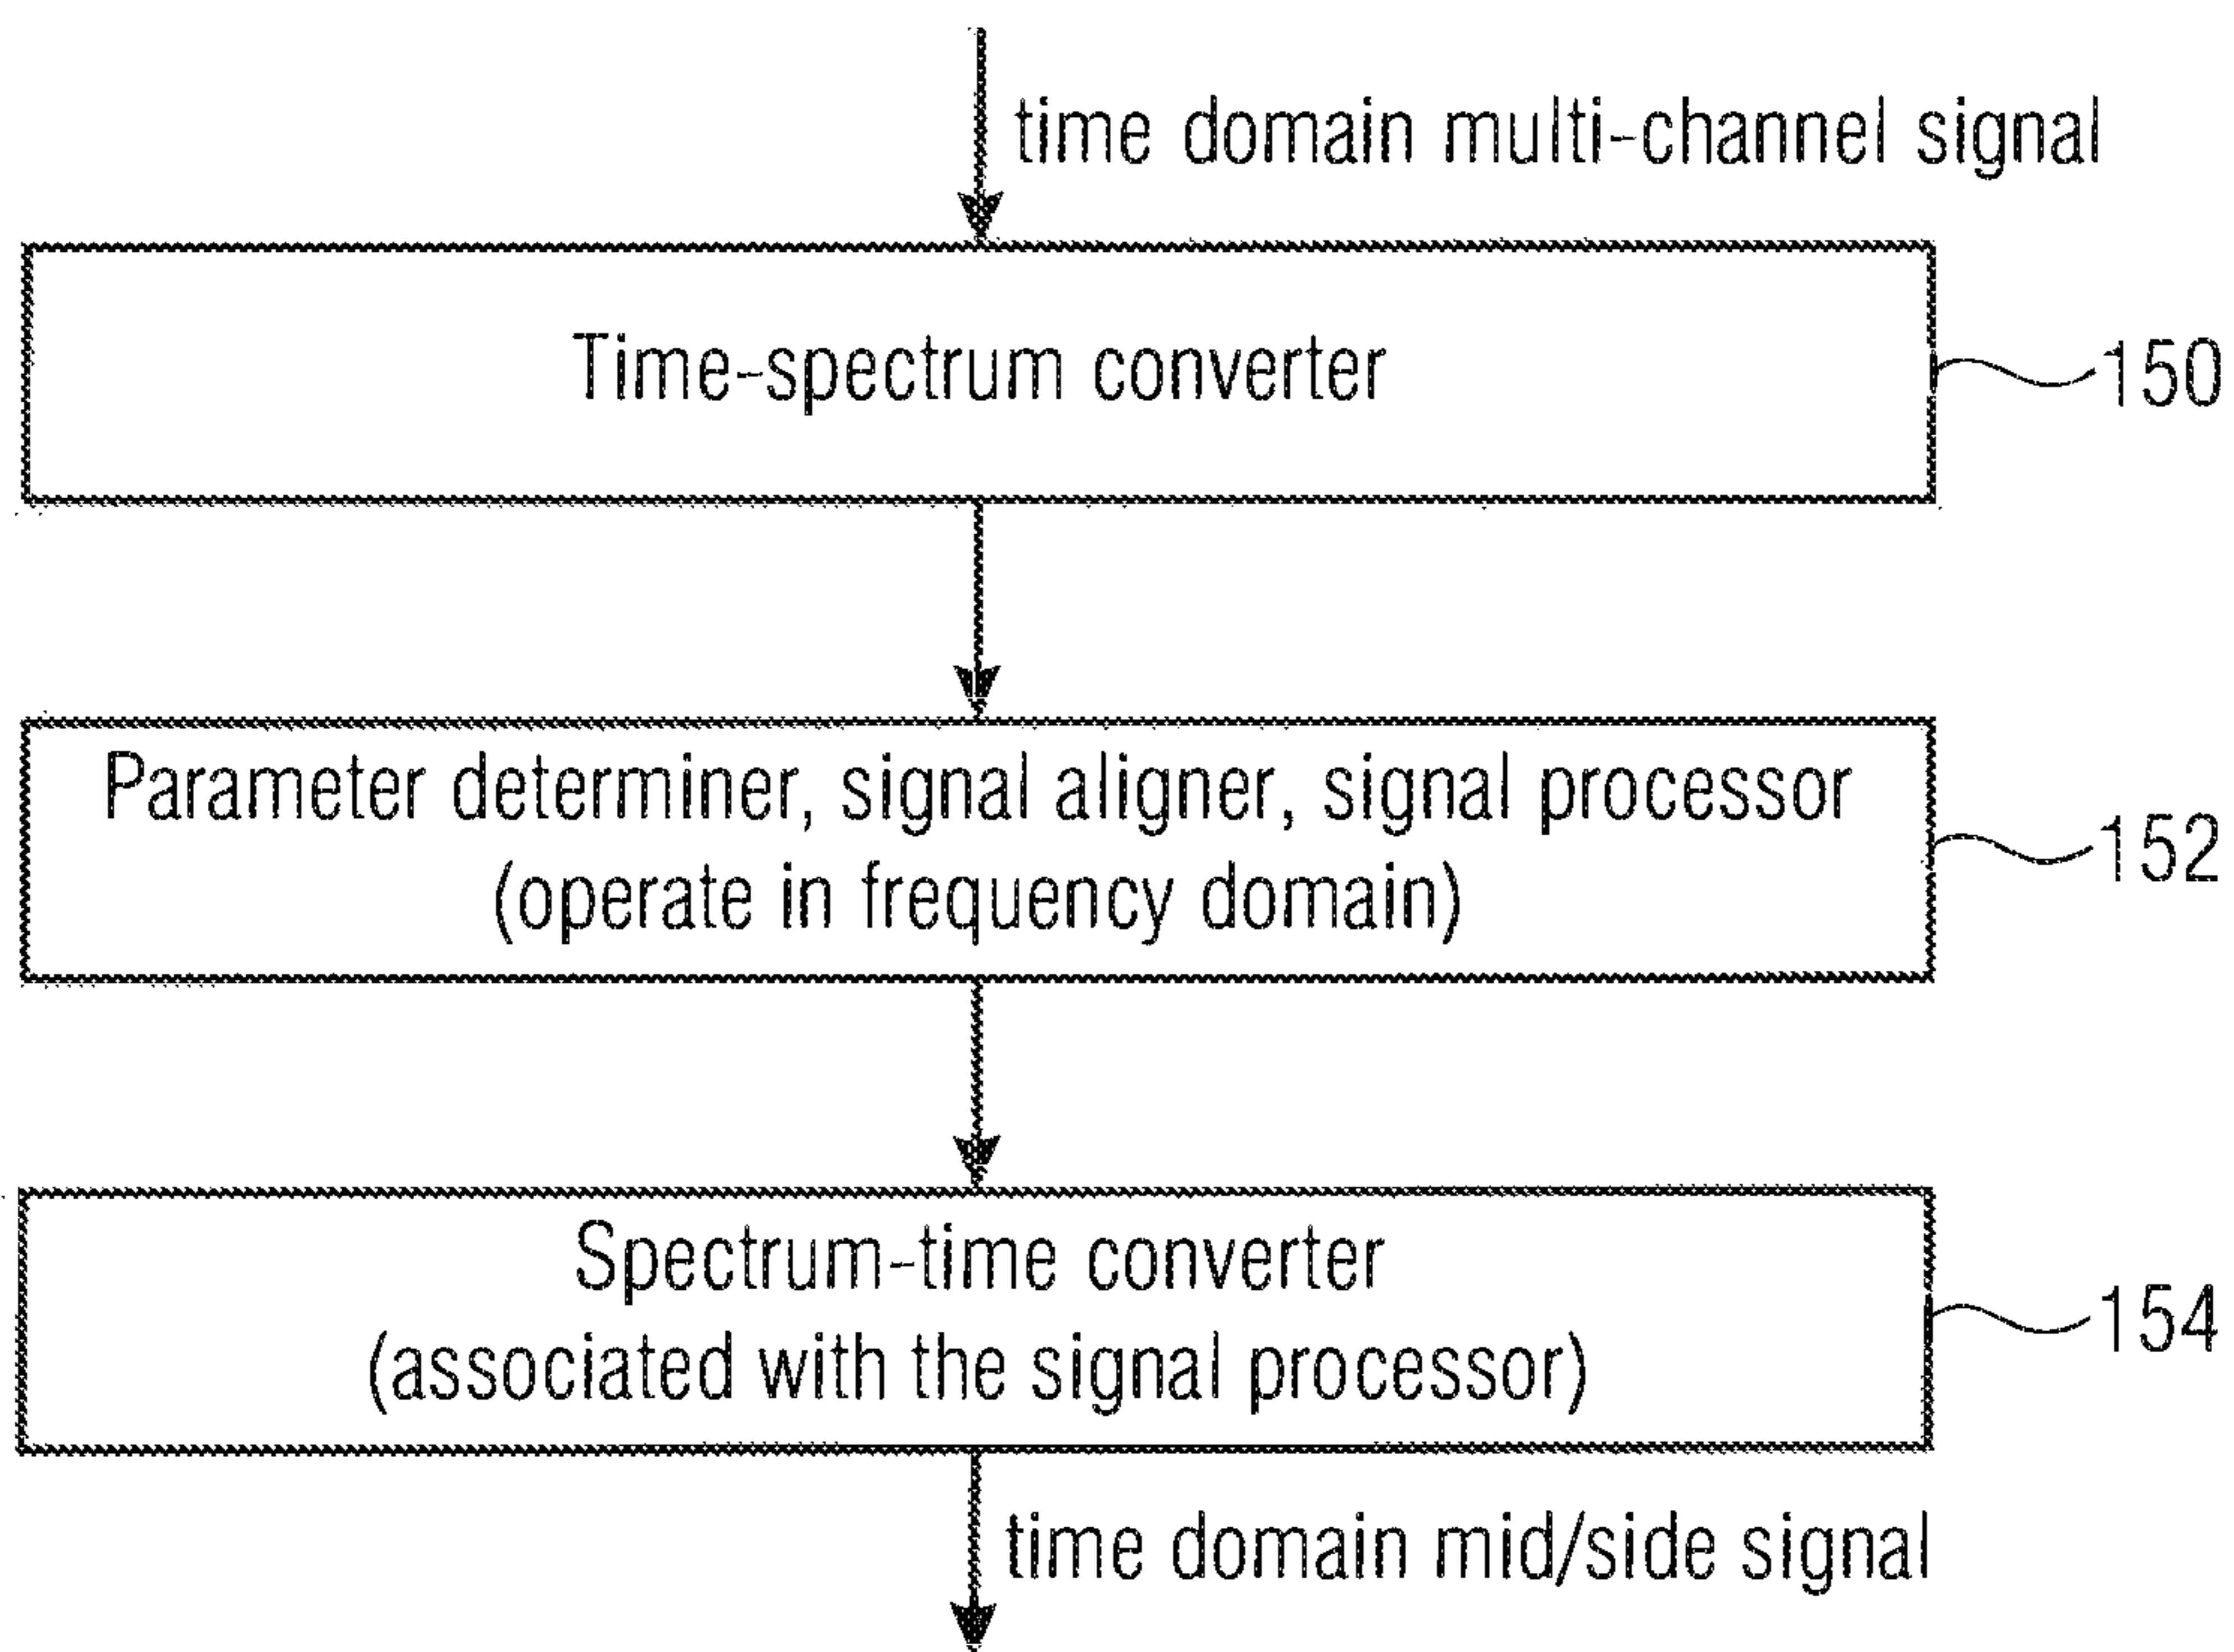 time domain multi-channel signal
Time-spectrum converter
150
Parameter determiner, signal aligner, signal processor
(operate in frequency domain)
152
Spectrum-time converter
(associated with the signal processor)
154
time domain mid/side signal